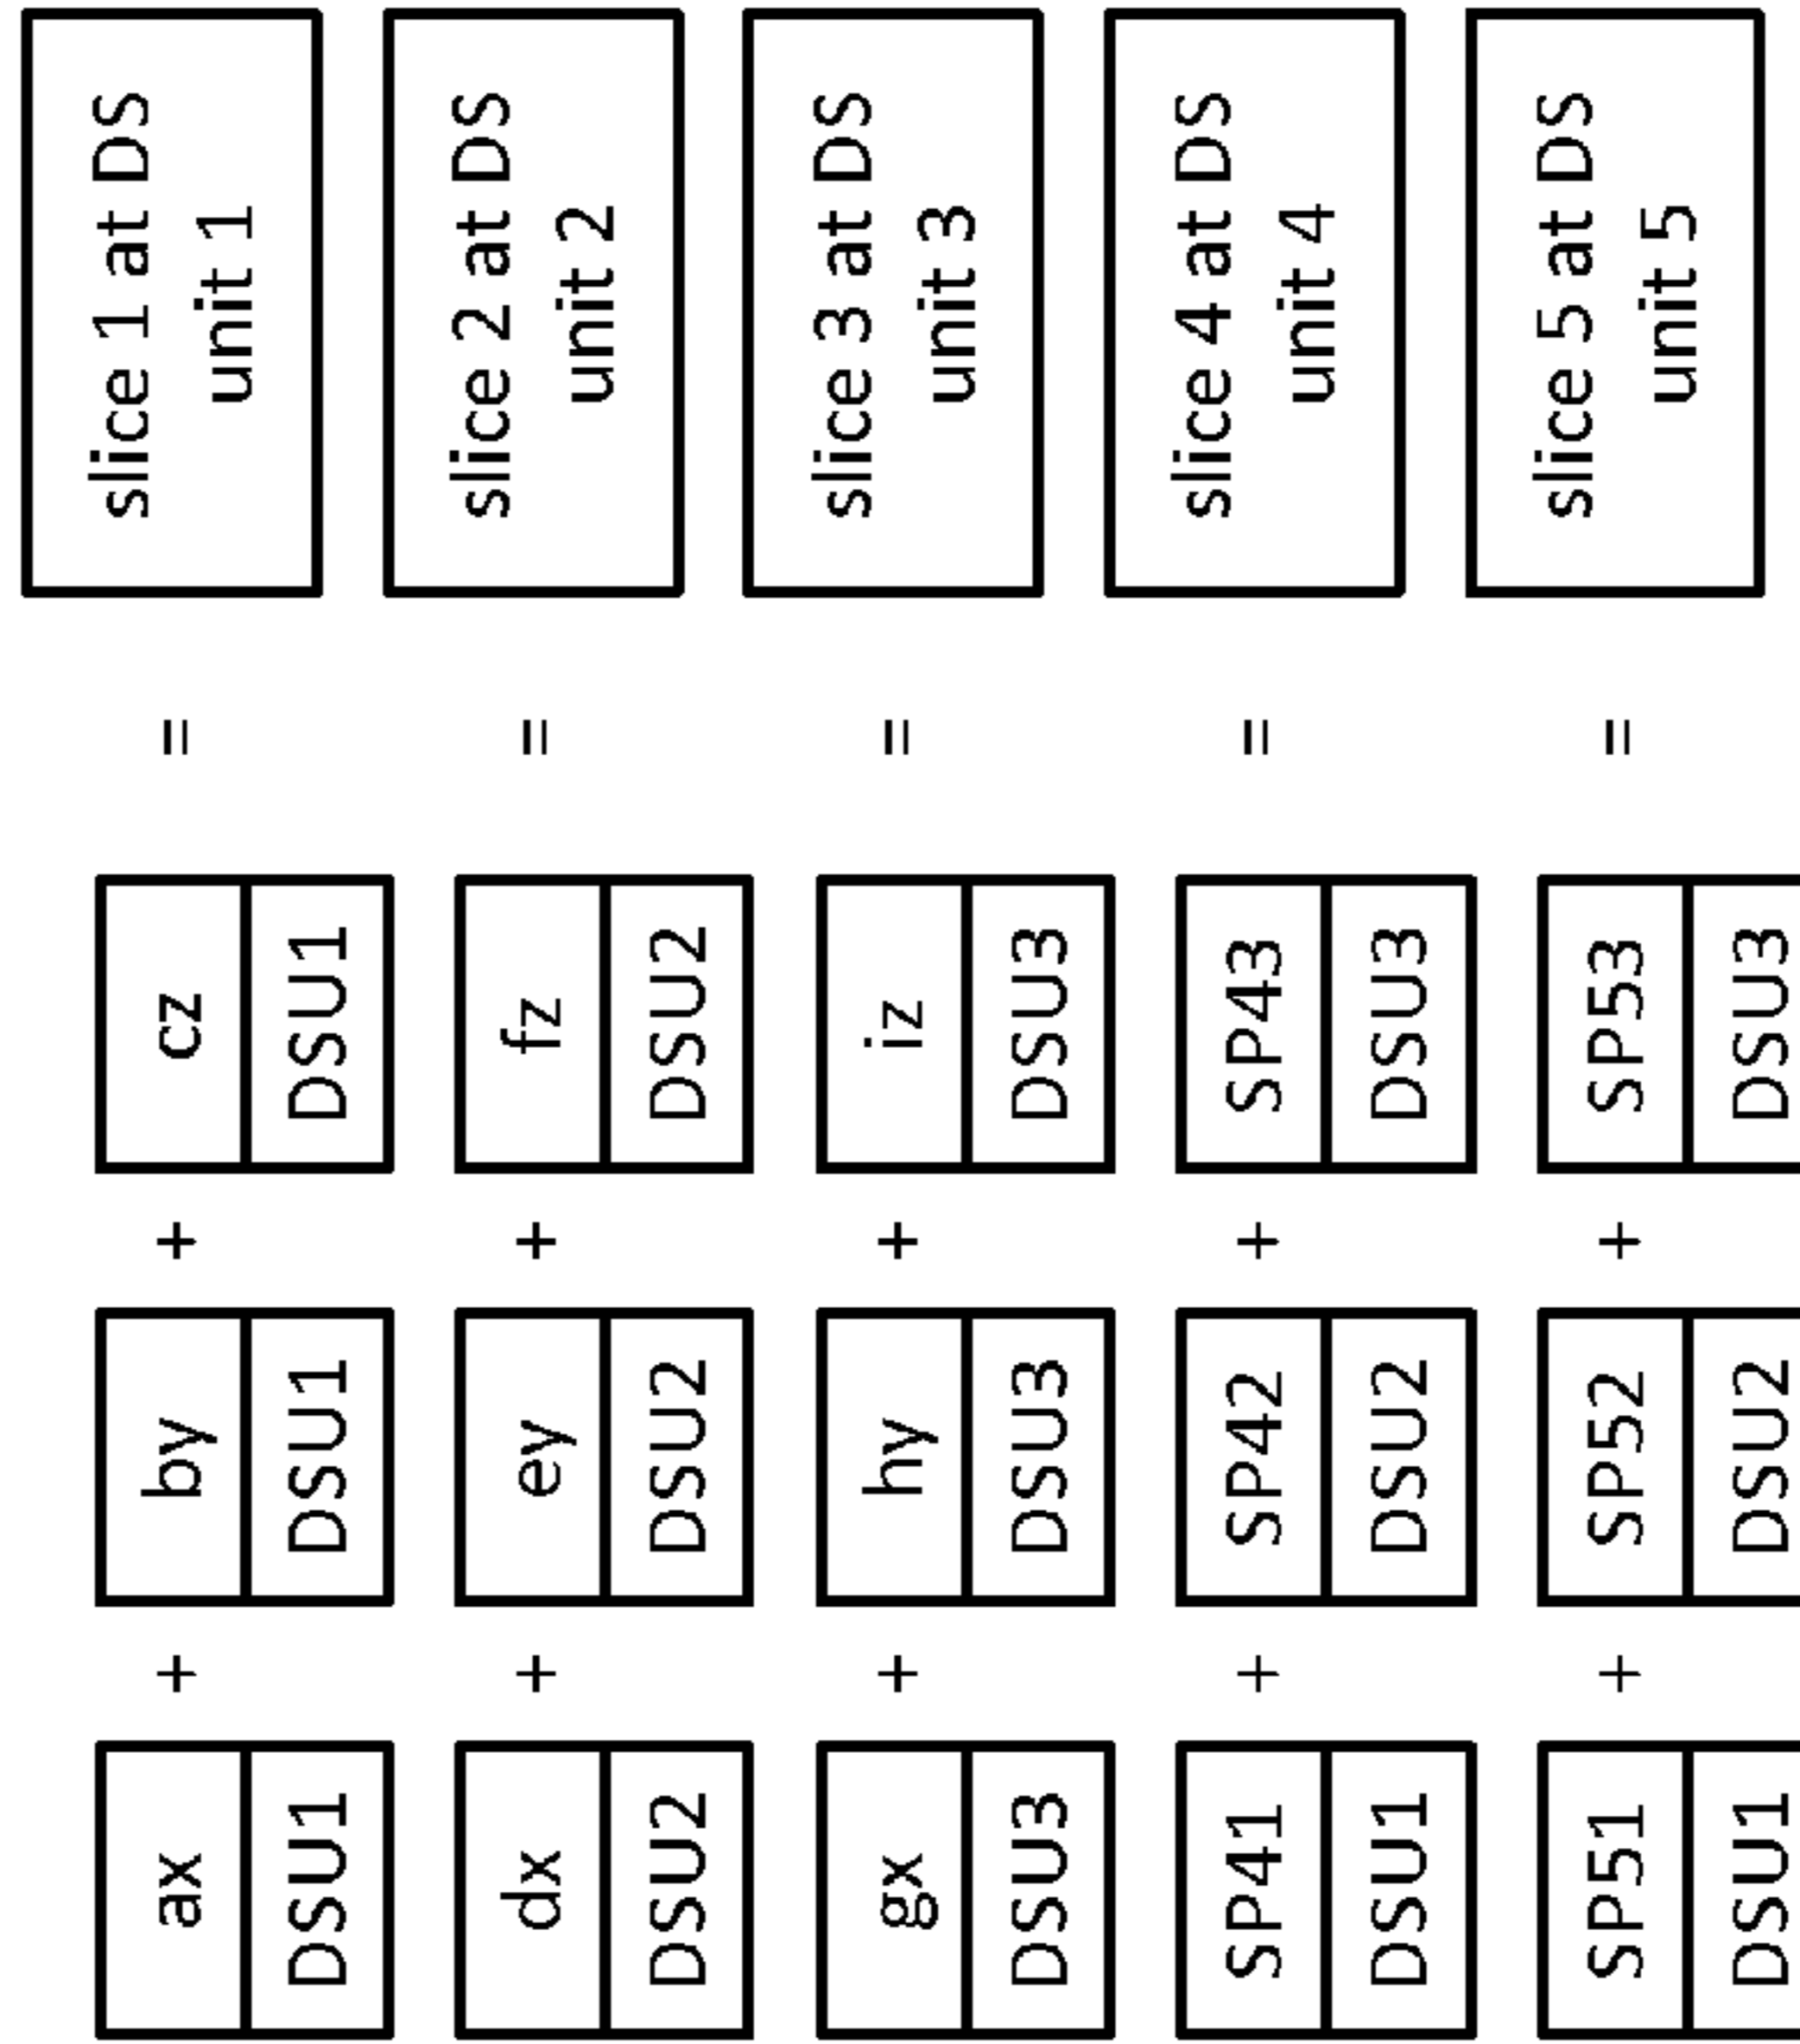 ax + by + cz = slice 1 at DS
unit 1
DSU1 DSU1 DSU1
dx + ey + fz = slice 2 at DS
unit 2
DSU2 DSU2 DSU2
gx + hy + iz = slice 3 at DS
unit 3
DSU3 DSU3 DSU3
SP41 + SP42 + SP43 = slice 4 at DS
unit 4
DSU1 DSU2 DSU3
SP51 + SP52 + SP53 = slice 5 at DS
unit 5
DSU1 DSU2 DSU3